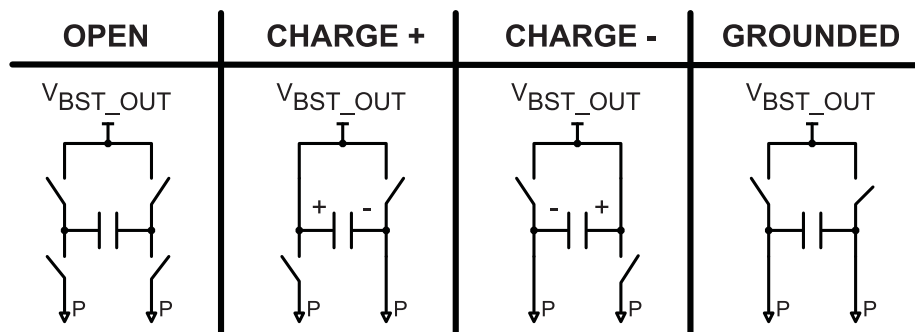 OPEN CHARGE + CHARGE - GROUNDED
VBST_OUT VBST_OUT VBST_OUT VBST_OUT
+ - - +
P P P P P P P P